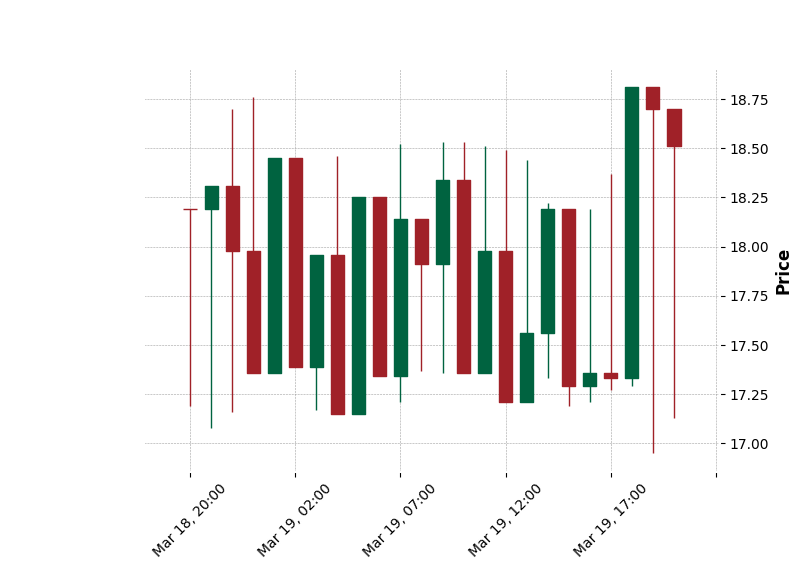 18.75
18.50
18.25
18.00
17.75
17.50
17.25
17.00
Price
Mar 18, 20:00
Mar 19, 02:00
Mar 19, 07:00
Mar 19, 12:00
Mar 19, 17:00